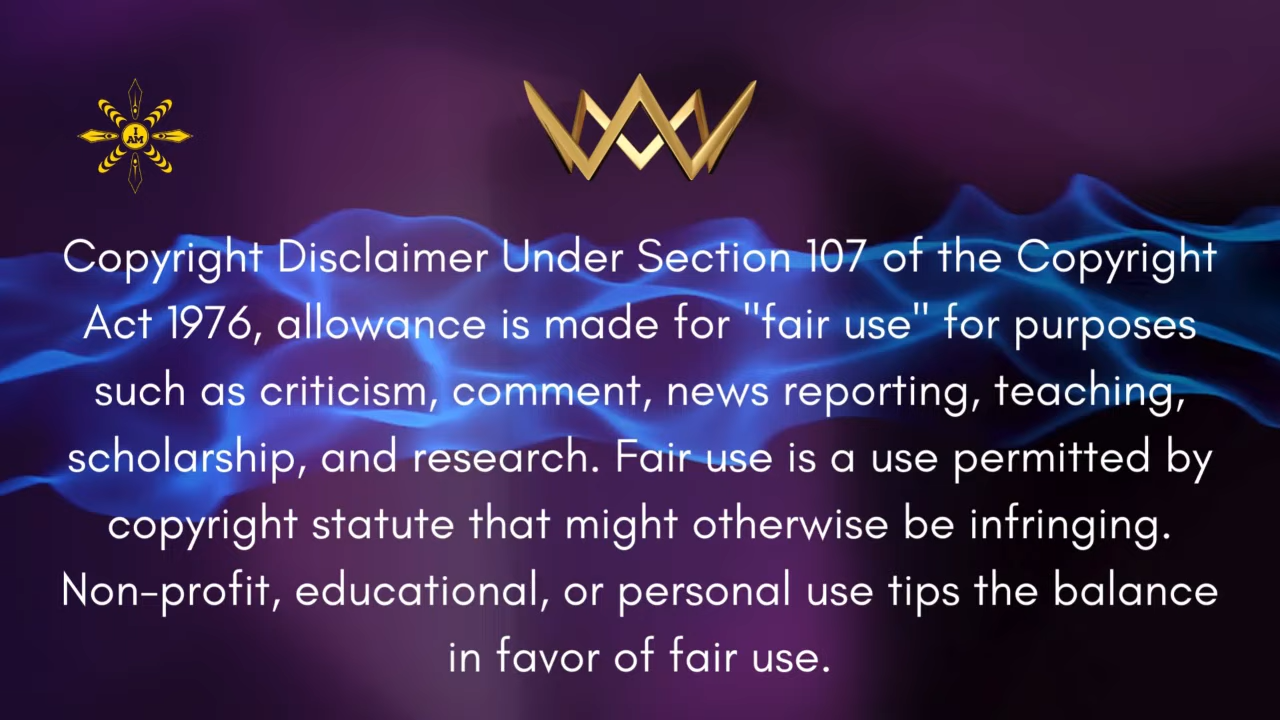 I
AM
Copyright Disclaimer Under Section 107 of the Copyright
Act 1976, allowance is made for "fair use" for purposes
such as criticism, comment, news reporting, teaching,
scholarship, and research. Fair use is a use permitted by
copyright statute that might otherwise be infringing.
Non-profit, educational, or personal use tips the balance
in favor of fair use.